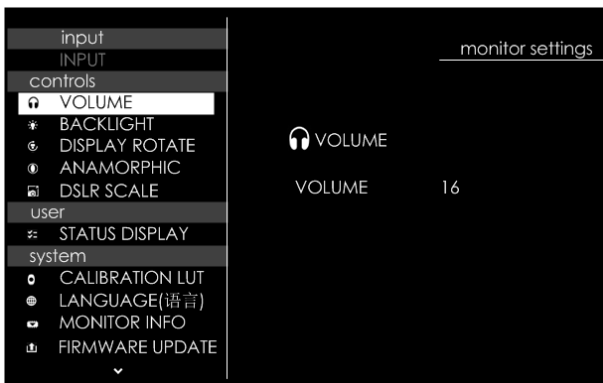 input
INPUT
controls
VOLUME
BACKLIGHT
DISPLAY ROTATE
ANAMORPHIC
DSLR SCALE
user
STATUS DISPLAY
system
CALIBRATION LUT
LANGUAGE(语言)
MONITOR INFO
FIRMWARE UPDATE
monitor settings
VOLUME
VOLUME 16